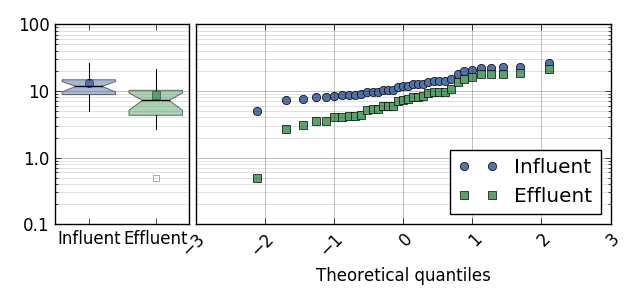 100
10
1.0
0.1
Influent Effluent
−3 −2 −1 0 1 2 3
Influent
Effluent
Theoretical quantiles